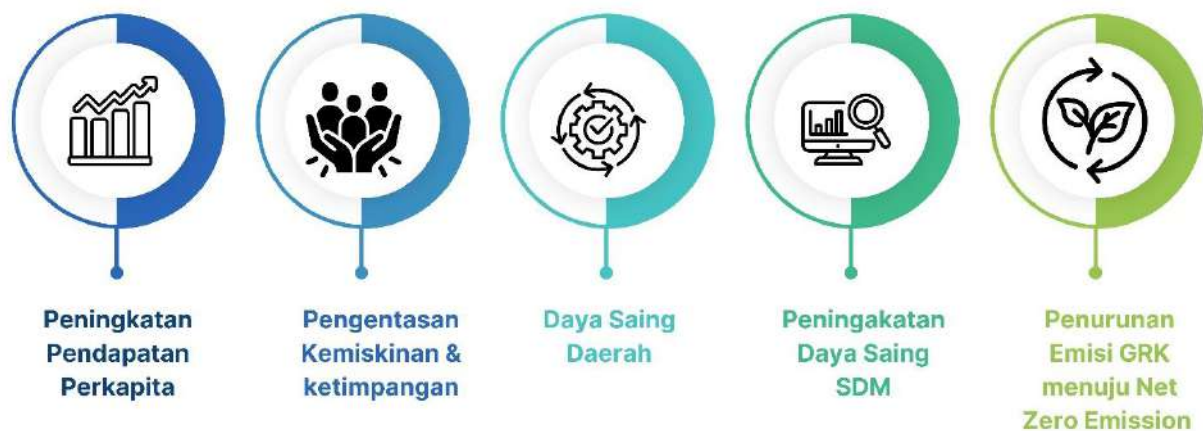 Peningkatan
Pendapatan
Perkapita
Pengentasan
Kemiskinan &
ketimpangan
Daya Saing
Daerah
Peningakatan
Daya Saing
SDM
Penurunan
Emisi GRK
menuju Net
Zero Emission